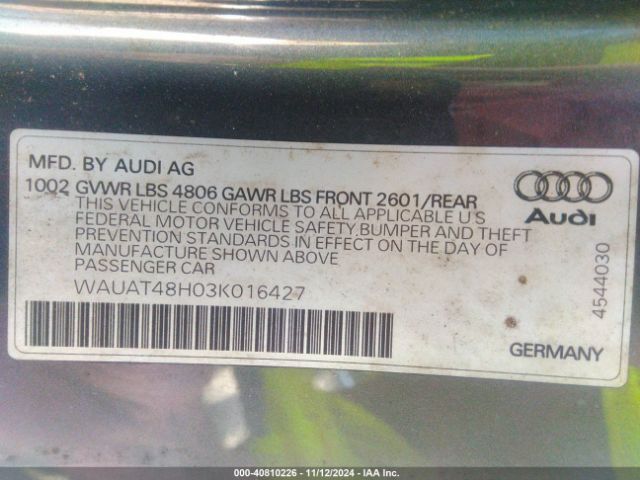 MFD. BY AUDI AG
1002 GVWR LBS 4806 GAWR LBS FRONT 2601/REAR
THIS VEHICLE CONFORMS TO ALL APPLICABLE U S
FEDERAL MOTOR VEHICLE SAFETY,BUMPER AND THEFT
PREVENTION STANDARDS IN EFFECT ON THE DAY OF
MANUFACTURE SHOWN ABOVE
PASSENGER CAR
WAUAT48H03K016427
Audi
4544030
GERMANY
000-40810226 - 11/12/2024 - IAA Inc.